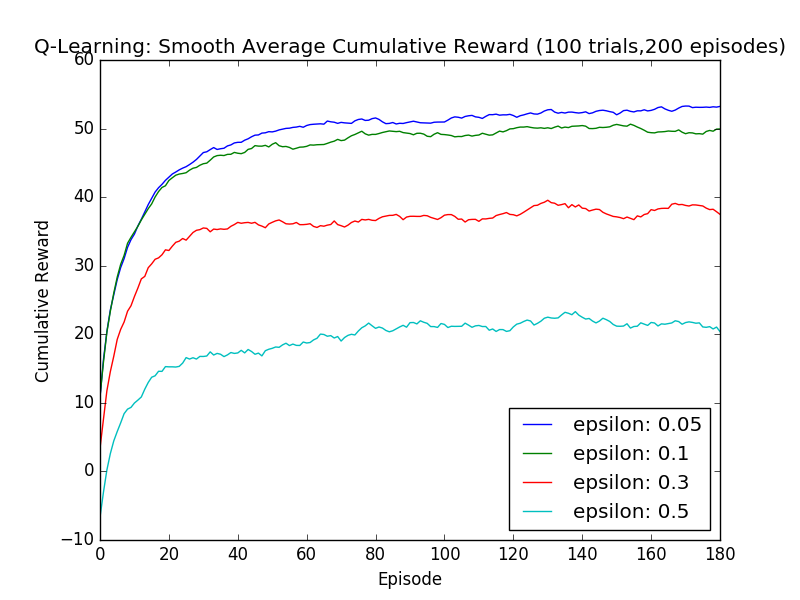 Q-Learning: Smooth Average Cumulative Reward (100 trials,200 episodes)
60
50
40
30
20
10
0
−10
Cumulative Reward
epsilon: 0.05
epsilon: 0.1
epsilon: 0.3
epsilon: 0.5
0 20 40 60 80 100 120 140 160 180
Episode